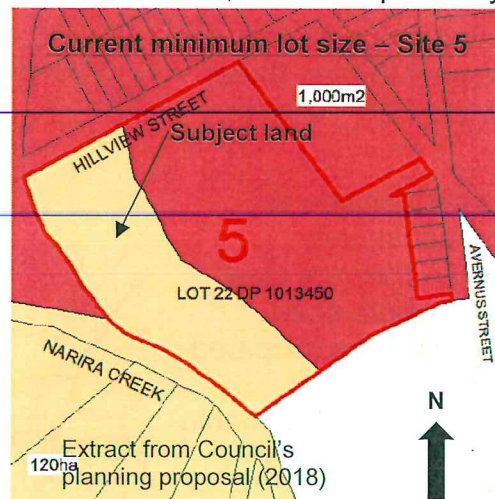 Current minimum lot size – Site 5
1,000m2
HILLVIEW STREET
Subject land
5
LOT 22 DP 1013450
AVERNUS STREET
NARIRA CREEK
N
Extract from Council's
120ha
planning proposal (2018)